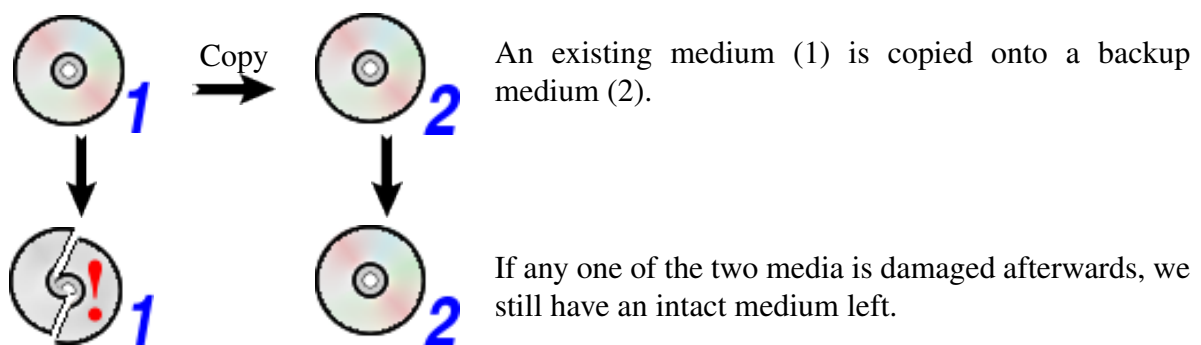 Copy
1
2
An existing medium (1) is copied onto a backup
medium (2).
!
1
2
If any one of the two media is damaged afterwards, we
still have an intact medium left.